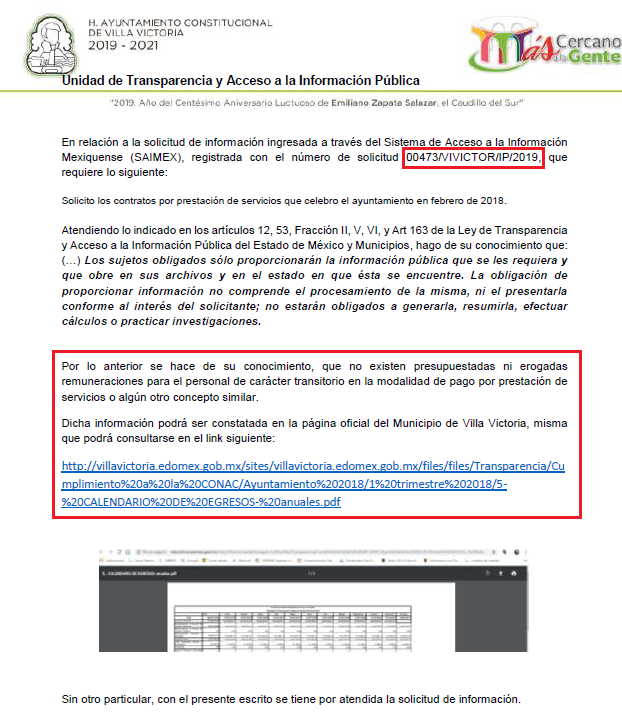 H. AYUNTAMIENTO CONSTITUCIONAL
DE VILLA VICTORIA
2019 - 2021
Más Cercano
a la Gente
Unidad de Transparencia y Acceso a la Información Pública
"2019. Año del Centésimo Aniversario Luctuoso de Emiliano Zapata Salazar, el Caudillo del Sur"
En relación a la solicitud de información ingresada a través del Sistema de Acceso a la Información
Mexiquense (SAIMEX), registrada con el número de solicitud 00473/VIVICTOR/IP/2019, que
requiere lo siguiente:
Solicito los contratos por prestación de servicios que celebro el ayuntamiento en febrero de 2018.
Atendiendo lo indicado en los artículos 12, 53, Fracción II, V, VI, y Art 163 de la Ley de Transparencia
y Acceso a la Información Pública del Estado de México y Municipios, hago de su conocimiento que:
(…) Los sujetos obligados sólo proporcionarán la información pública que se les requiera y
que obre en sus archivos y en el estado en que ésta se encuentre. La obligación de
proporcionar información no comprende el procesamiento de la misma, ni el presentarla
conforme al interés del solicitante; no estarán obligados a generarla, resumirla, efectuar
cálculos o practicar investigaciones.
Por lo anterior se hace de su conocimiento, que no existen presupuestadas ni erogadas
remuneraciones para el personal de carácter transitorio en la modalidad de pago por prestación de
servicios o algún otro concepto similar.
Dicha información podrá ser constatada en la página oficial del Municipio de Villa Victoria, misma
que podrá consultarse en el link siguiente:
http://villavictoria.edomex.gob.mx/sites/villavictoria.edomex.gob.mx/files/files/Transparencia/Cu
mplimiento%20a%20la%20CONAC/Ayuntamiento%202018/1%20trimestre%202018/5-
%20CALENDARIO%20DE%20EGRESOS-%20anuales.pdf
Sin otro particular, con el presente escrito se tiene por atendida la solicitud de información.